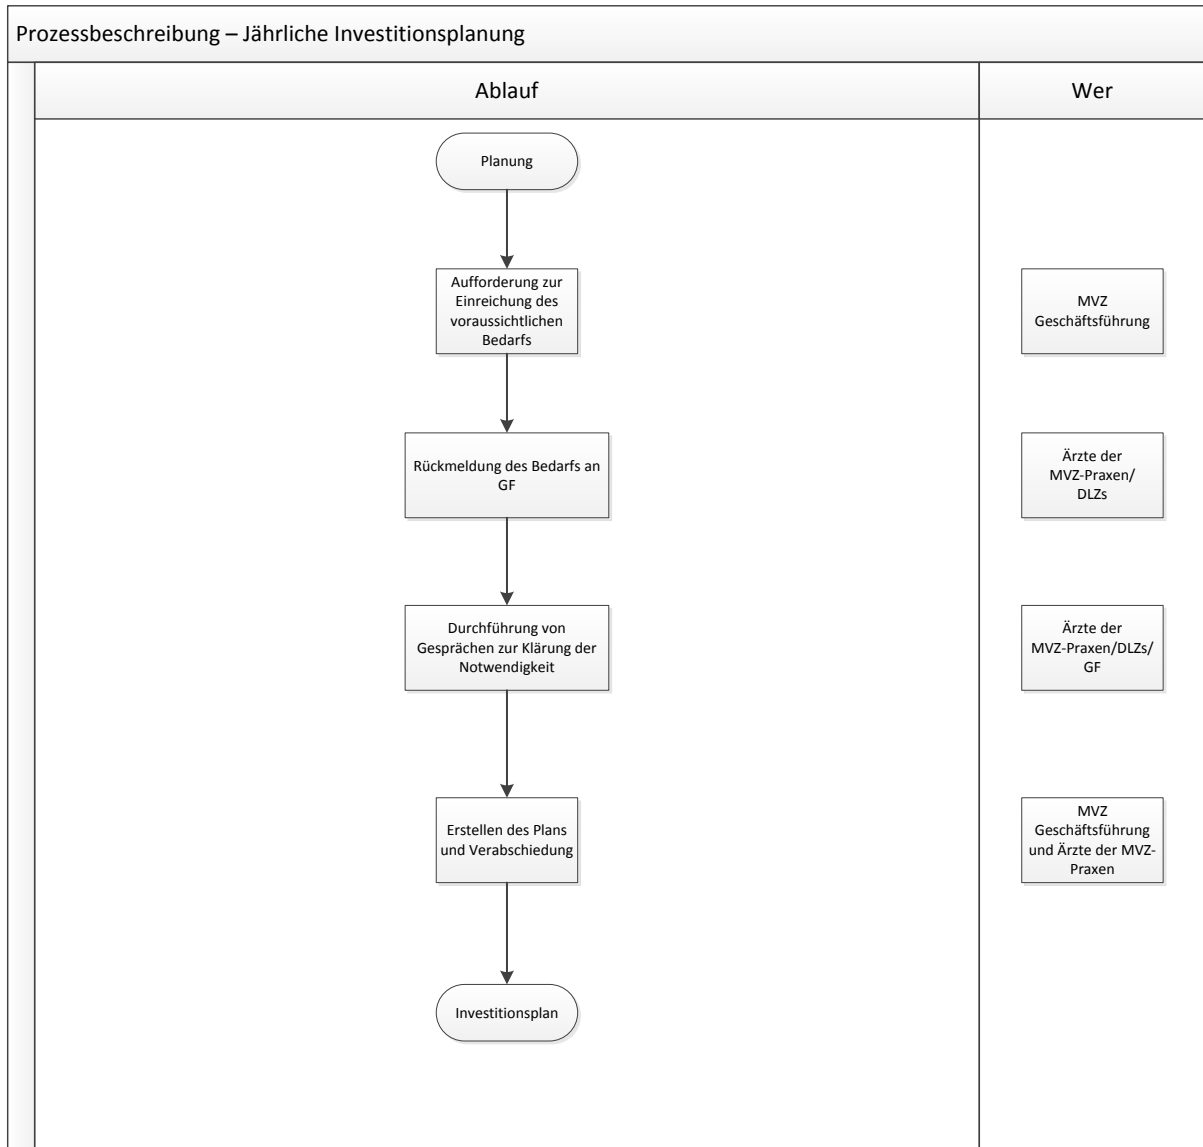 Prozessbeschreibung – Jährliche Investitionsplanung
Ablauf
Wer
Planung
Aufforderung zur
Einreichung des
voraussichtlichen
Bedarfs
MVZ
Geschäftsführung
Rückmeldung des Bedarfs an
GF
Ärzte der
MVZ-Praxen/
DLZs
Durchführung von
Gesprächen zur Klärung der
Notwendigkeit
Ärzte der
MVZ-Praxen/DLZs/
GF
Erstellen des Plans
und Verabschiedung
MVZ
Geschäftsführung
und Ärzte der MVZ-
Praxen
Investitionsplan